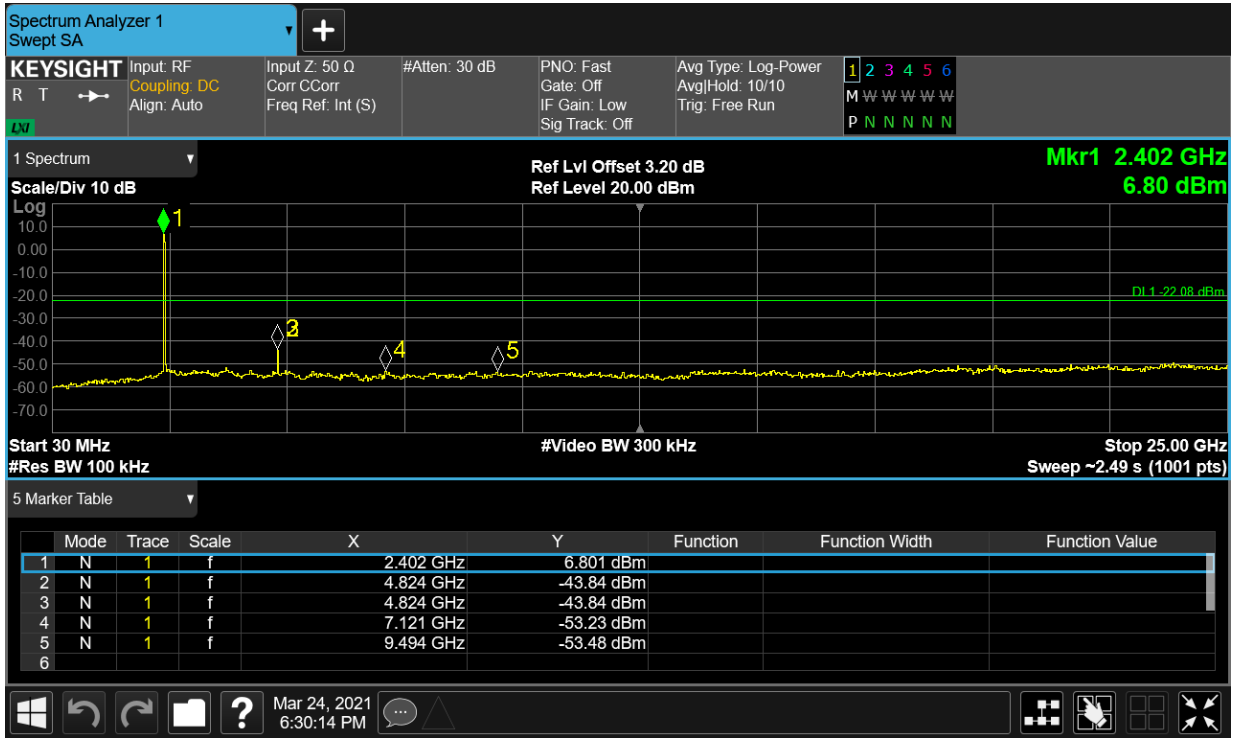 Spectrum Analyzer 1
Swept SA
+
KEYSIGHT Input: RF Input Z: 50 Ω #Atten: 30 dB PNO: Fast Avg Type: Log-Power 1 2 3 4 5 6
R T Coupling: DC Corr CCorr Gate: Off Avg|Hold: 10/10 M W W W W W
Align: Auto Freq Ref: Int (S) IF Gain: Low Trig: Free Run
LXI Sig Track: Off P N N N N N
1 Spectrum
Ref Lvl Offset 3.20 dB Mkr1 2.402 GHz
Scale/Div 10 dB Ref Level 20.00 dBm 6.80 dBm
Log
1
10.0
0.00
-10.0
-20.0 DL1 -22.08 dBm
-30.0
3
-40.0
4 5
-50.0
-60.0
-70.0
Start 30 MHz #Video BW 300 kHz Stop 25.00 GHz
#Res BW 100 kHz Sweep ~2.49 s (1001 pts)
5 Marker Table
Mode Trace Scale X Y Function Function Width Function Value
1 N 1 f 2.402 GHz 6.801 dBm
2 N 1 f 4.824 GHz -43.84 dBm
3 N 1 f 4.824 GHz -43.84 dBm
4 N 1 f 7.121 GHz -53.23 dBm
5 N 1 f 9.494 GHz -53.48 dBm
6
? Mar 24, 2021
6:30:14 PM